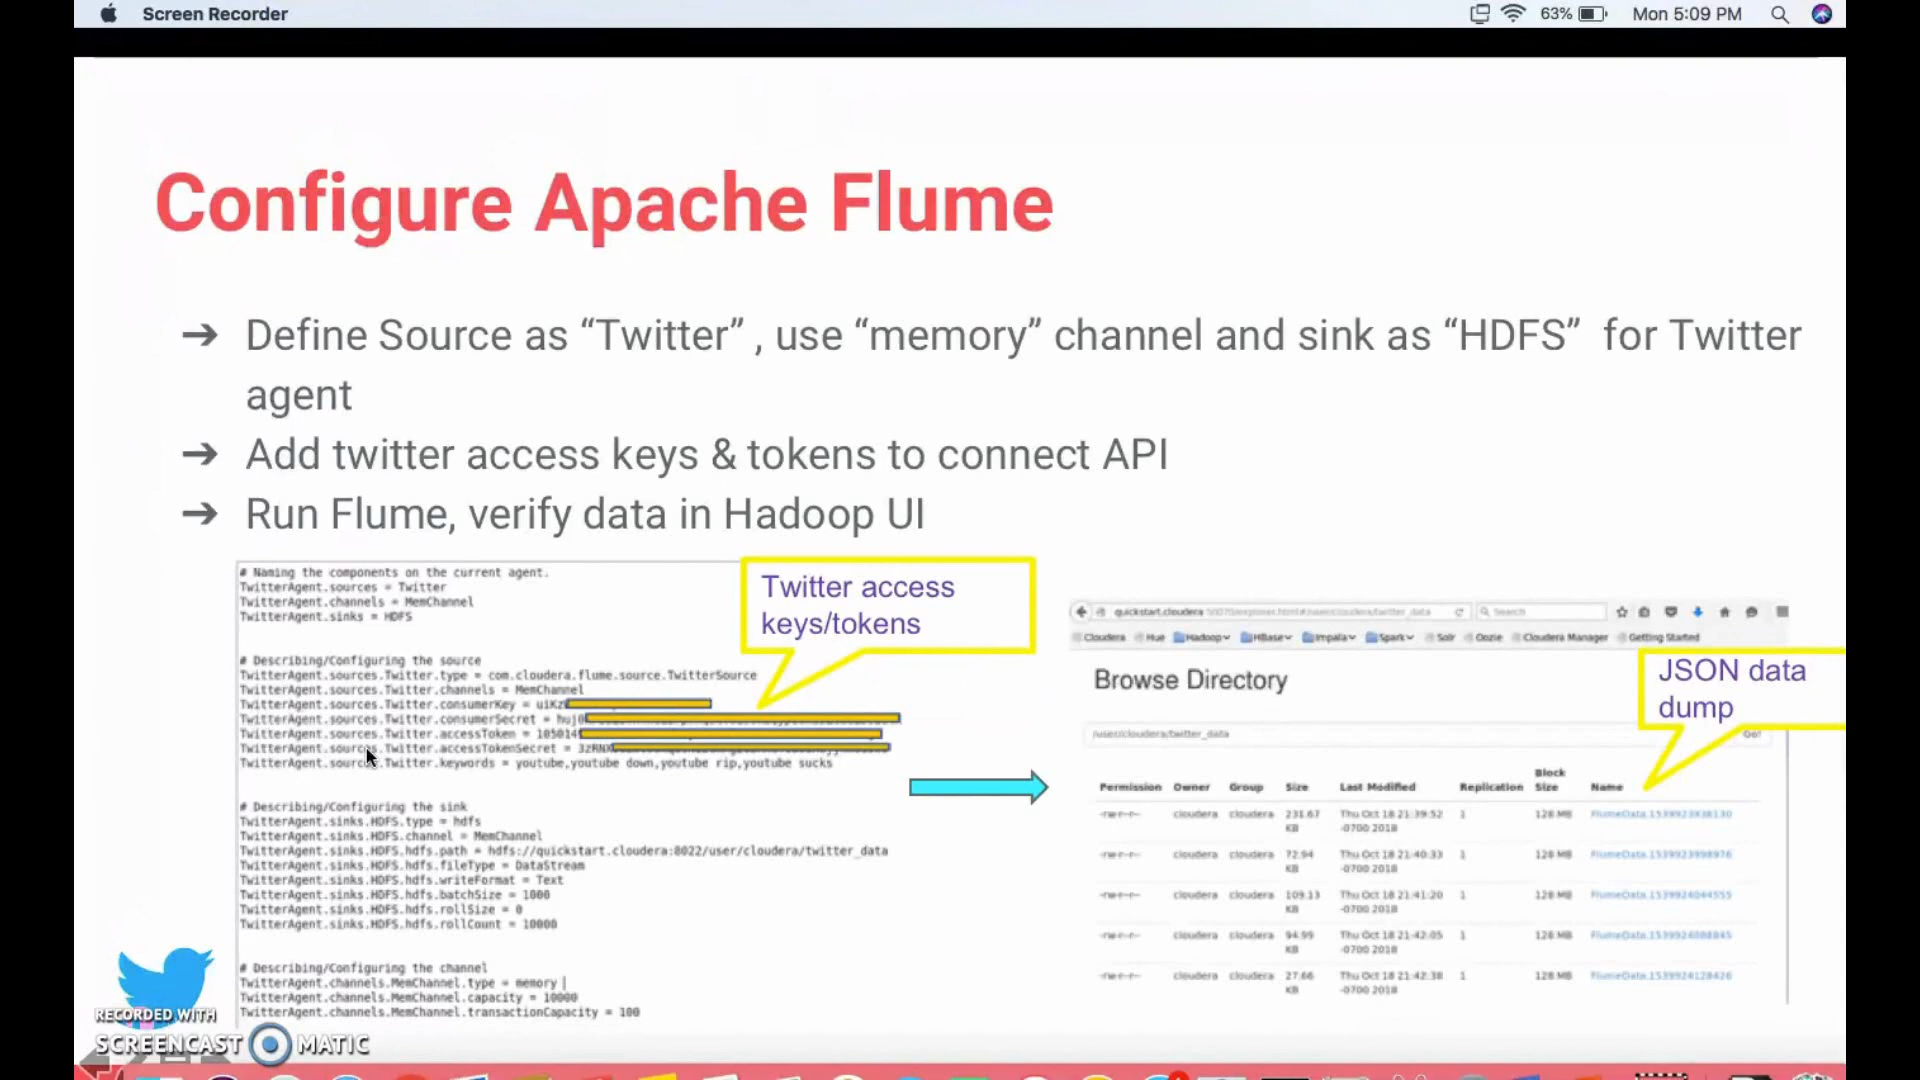 Screen Recorder
63%
Mon 5:09 PM
Configure Apache Flume
➔ Define Source as “Twitter” , use “memory” channel and sink as “HDFS” for Twitter
agent
➔ Add twitter access keys & tokens to connect API
➔ Run Flume, verify data in Hadoop UI
# Naming the components on the current agent.
TwitterAgent.sources = Twitter
TwitterAgent.channels = MemChannel
TwitterAgent.sinks = HDFS
# Describing/Configuring the source
TwitterAgent.sources.Twitter.type = com.cloudera.flume.source.TwitterSource
TwitterAgent.sources.Twitter.channels = MemChannel
TwitterAgent.sources.Twitter.consumerKey =
TwitterAgent.sources.Twitter.consumerSecret =
TwitterAgent.sources.Twitter.accessToken =
TwitterAgent.sources.Twitter.accessTokenSecret =
TwitterAgent.sources.Twitter.keywords = youtube,youtube down,youtube rip,youtube sucks
# Describing/Configuring the sink
TwitterAgent.sinks.HDFS.type = hdfs
TwitterAgent.sinks.HDFS.channel = MemChannel
TwitterAgent.sinks.HDFS.hdfs.path = hdfs://quickstart.cloudera:8022/user/cloudera/twitter_data
TwitterAgent.sinks.HDFS.hdfs.fileType = DataStream
TwitterAgent.sinks.HDFS.hdfs.writeFormat = Text
TwitterAgent.sinks.HDFS.hdfs.batchSize = 1000
TwitterAgent.sinks.HDFS.hdfs.rollSize = 0
TwitterAgent.sinks.HDFS.hdfs.rollCount = 10000
# Describing/Configuring the channel
TwitterAgent.channels.MemChannel.type = memory
TwitterAgent.channels.MemChannel.capacity = 10000
TwitterAgent.channels.MemChannel.transactionCapacity = 100
Twitter access
keys/tokens
quickstart.cloudera
Search
Cloudera Hue Hadoop HBase Impala Spark Solr Oozie Cloudera Manager Getting Started
Browse Directory
JSON data
dump
/user/cloudera/twitter_data
Go!
Permission Owner Group Size Last Modified Replication Block Size Name
-rw-r--r-- cloudera cloudera 231.67 KB Thu Oct 18 21:39:52 -0700 2018 1 128 MB
-rw-r--r-- cloudera cloudera 72.94 KB Thu Oct 18 21:40:33 -0700 2018 1 128 MB
-rw-r--r-- cloudera cloudera 109.13 KB Thu Oct 18 21:41:20 -0700 2018 1 128 MB
-rw-r--r-- cloudera cloudera 94.99 KB Thu Oct 18 21:42:05 -0700 2018 1 128 MB
-rw-r--r-- cloudera cloudera 27.66 KB Thu Oct 18 21:42:38 -0700 2018 1 128 MB
RECORDED WITH
SCREENCAST MATIC